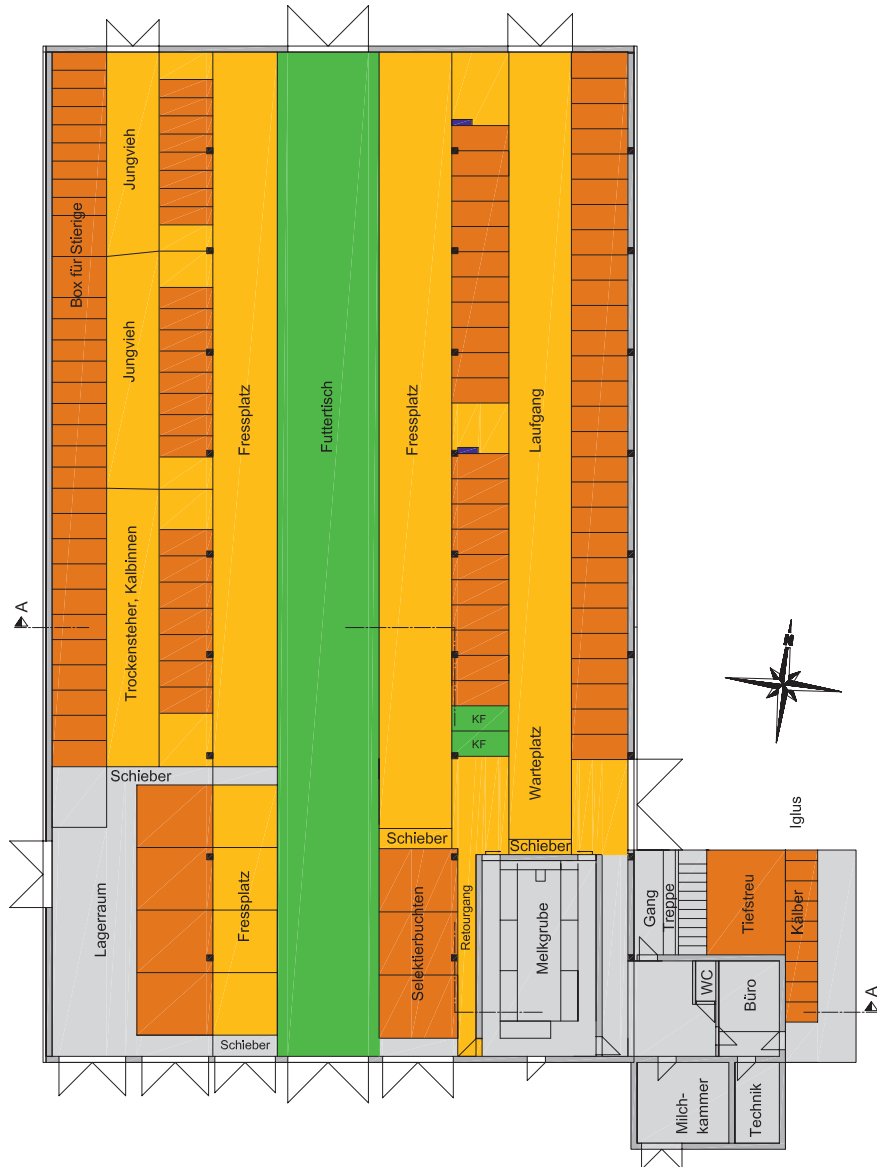 Jungvieh
Box für Stierige
Jungvieh
Fressplatz
Futtertisch
Fressplatz
Laufgang
Trockensteher, Kalbinnen
A
N
KF
KF
Warteplatz
Schieber
Schieber
Schieber
Iglus
Lagerraum
Fressplatz
Selektierbuchten
Retourgang
Melkgrube
Gang
Treppe
Tiefstreu
Kälber
WC
Büro
A
Schieber
Milch-
kammer
Technik